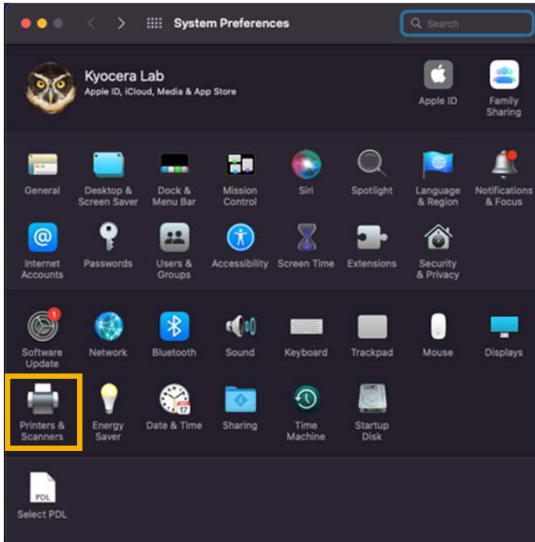 System Preferences
Search
Kyocera Lab
Apple ID, iCloud, Media & App Store
Apple ID
Family
Sharing
General
Desktop &
Screen Saver
Dock &
Menu Bar
Mission
Control
Siri
Spotlight
Language
& Region
Notifications
& Focus
Internet
Accounts
Passwords
Users &
Groups
Accessibility
Screen Time
Extensions
Security
& Privacy
1
Software
Update
Network
Bluetooth
Sound
Keyboard
Trackpad
Mouse
Displays
Printers &
Scanners
Energy
Saver
17
Date & Time
Sharing
Time
Machine
Startup
Disk
PDL
Select PDL